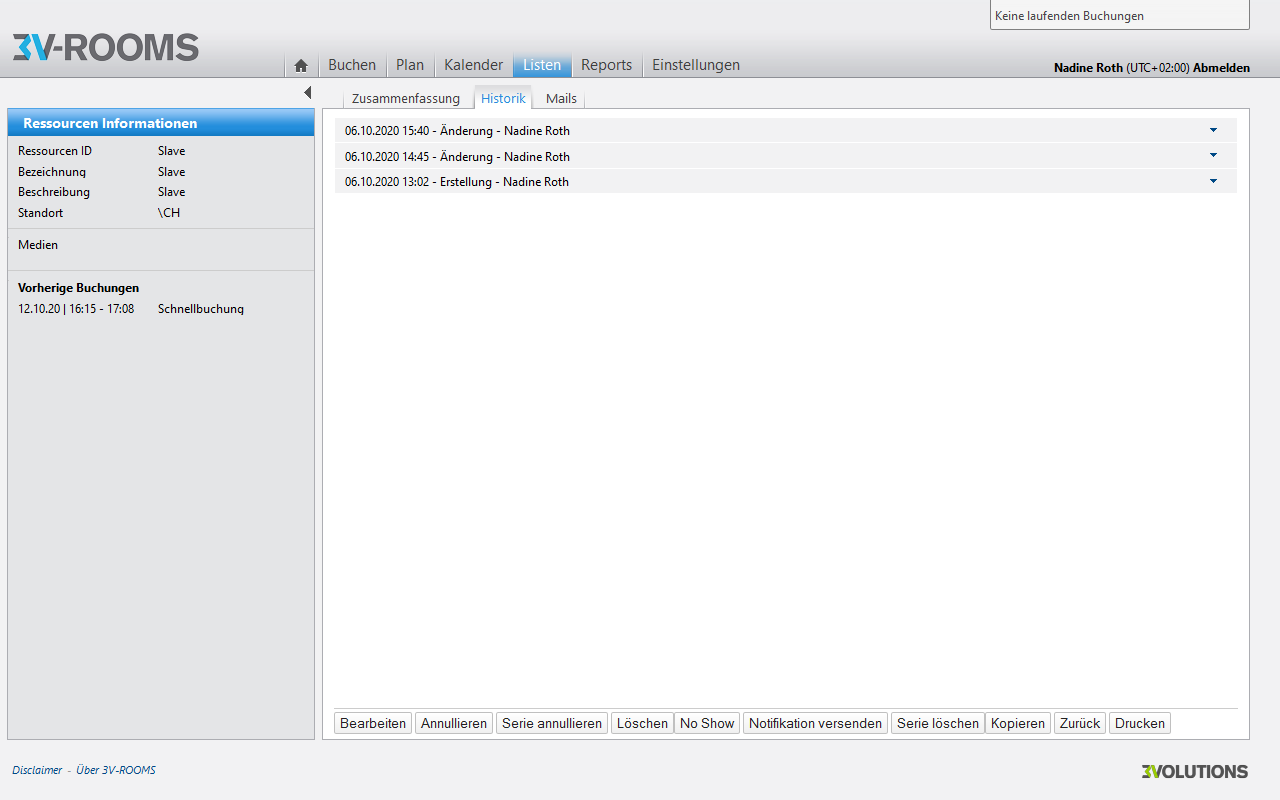 Keine laufenden Buchungen
3V-ROOMS
Buchen Plan Kalender Listen Reports Einstellungen
Nadine Roth (UTC+02:00) Abmelden
Zusammenfassung Historik Mails
Ressourcen Informationen
Ressourcen ID Slave
Bezeichnung Slave
Beschreibung Slave
Standort \CH
Medien
Vorherige Buchungen
12.10.20 | 16:15 - 17:08 Schnellbuchung
06.10.2020 15:40 - Änderung - Nadine Roth
06.10.2020 14:45 - Änderung - Nadine Roth
06.10.2020 13:02 - Erstellung - Nadine Roth
Bearbeiten Annullieren Serie annullieren Löschen No Show Notifikation versenden Serie löschen Kopieren Zurück Drucken
Disclaimer - Über 3V-ROOMS
3VOLUTIONS